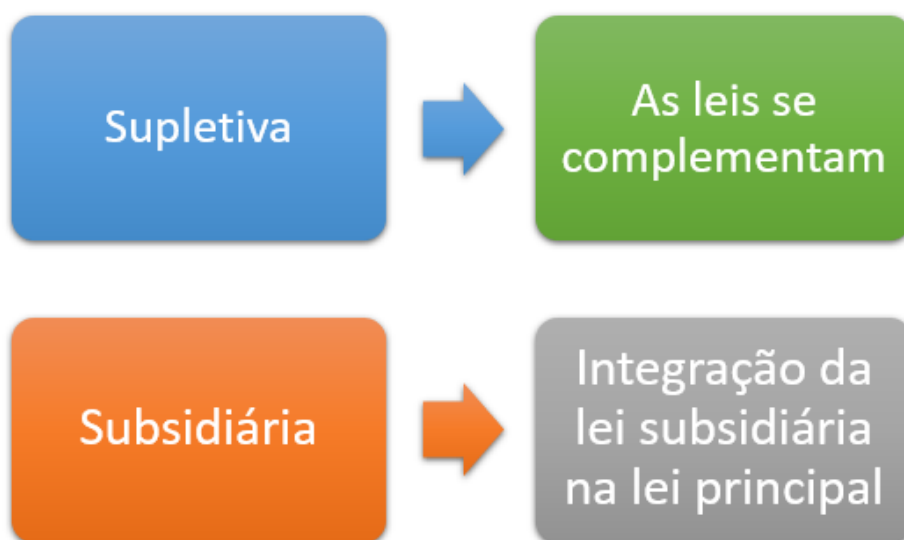 Supletiva
As leis se
complementam
Subsidiária
Integração da
lei subsidiária
na lei principal